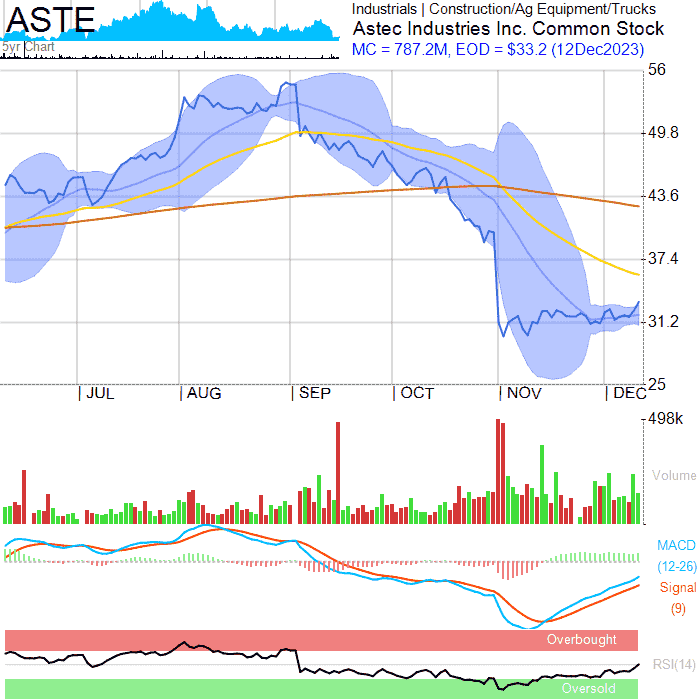 ASTE
5yr Chart
Industrials | Construction/Ag Equipment/Trucks
Astec Industries Inc. Common Stock
MC = 787.2M, EOD = $33.2 (12Dec2023)
56
49.8
43.6
37.4
31.2
25
JUL
AUG
SEP
OCT
NOV
DEC
498k
Volume
MACD
(12-26)
Signal
(9)
Overbought
RSI(14)
Oversold